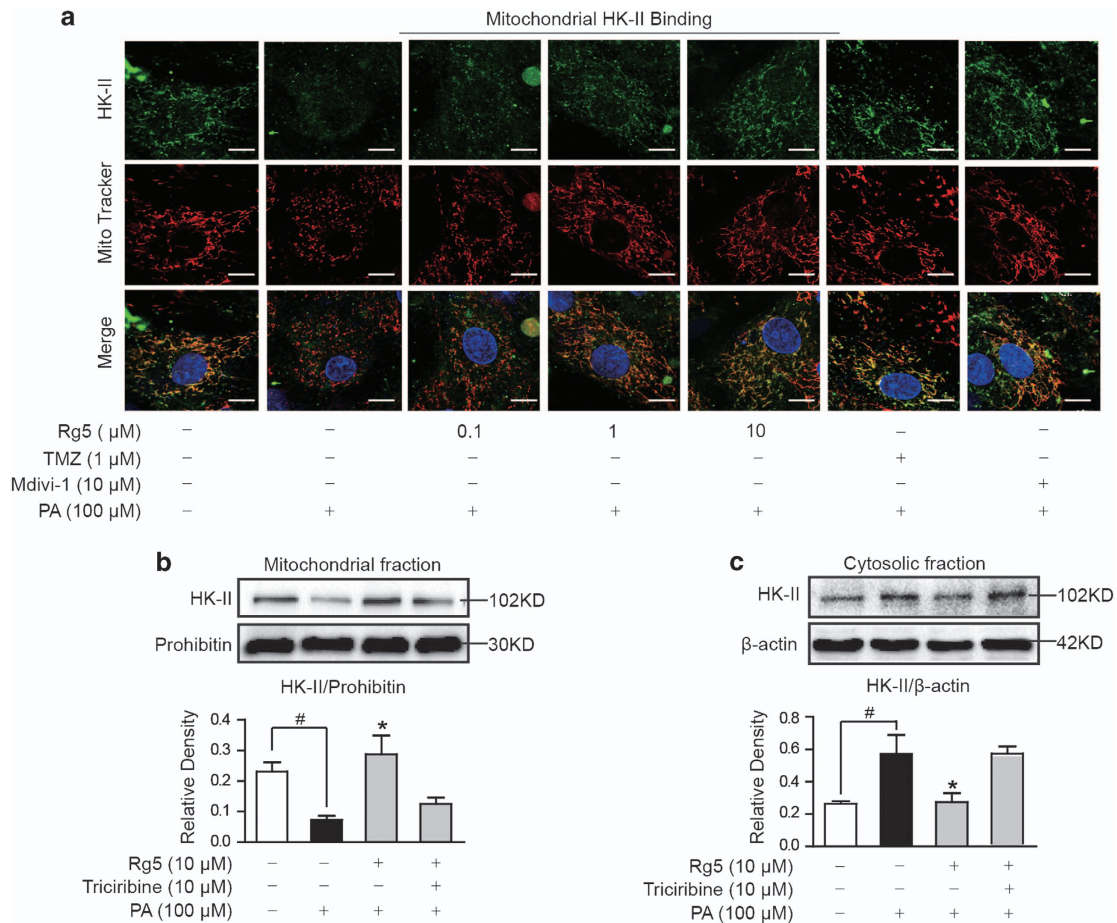 a
Mitochondrial HK-II Binding
HK-II
Mito Tracker
Merge
Rg5 ( μM) – – 0.1 1 10 – –
TMZ (1 μM) – – – – – + –
Mdivi-1 (10 μM) – – – – – – +
PA (100 μM) – + + + + + +
b
Mitochondrial fraction
HK-II
102KD
Prohibitin
30KD
HK-II/Prohibitin
Relative Density
0.4
0.3
0.2
0.1
0.0
#
*
Rg5 (10 μM) – – + +
Triciribine (10 μM) – – – +
PA (100 μM) – + + +
c
Cytosolic fraction
HK-II
102KD
β-actin
42KD
HK-II/β-actin
Relative Density
0.8
0.6
0.4
0.2
0.0
#
*
Rg5 (10 μM) – – + +
Triciribine (10 μM) – – – +
PA (100 μM) – + + +